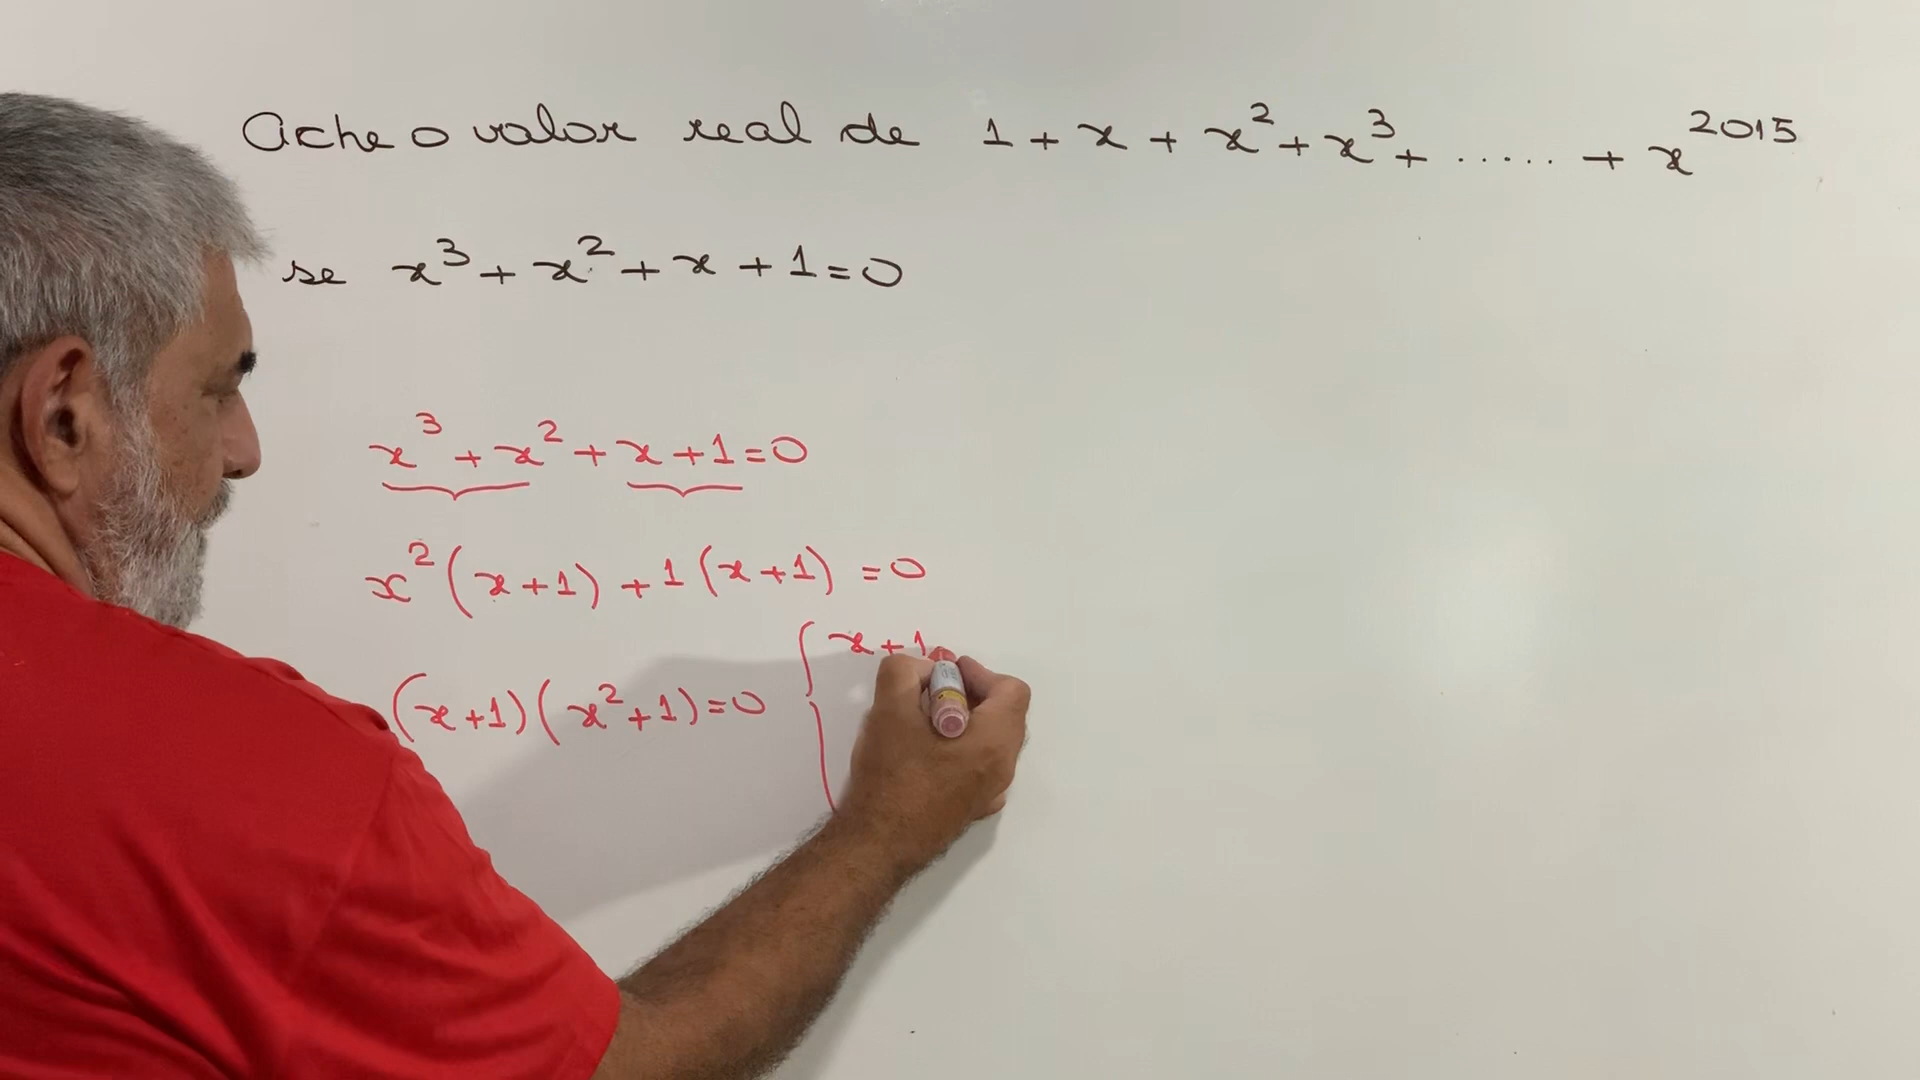 Ache o valor real de 1 + x + x² + x³ + ..... + x²⁰¹⁵
se x³ + x² + x + 1 = 0
x³ + x² + x + 1 = 0
x² (x + 1) + 1 (x + 1) = 0
(x + 1) (x² + 1) = 0 { x + 1